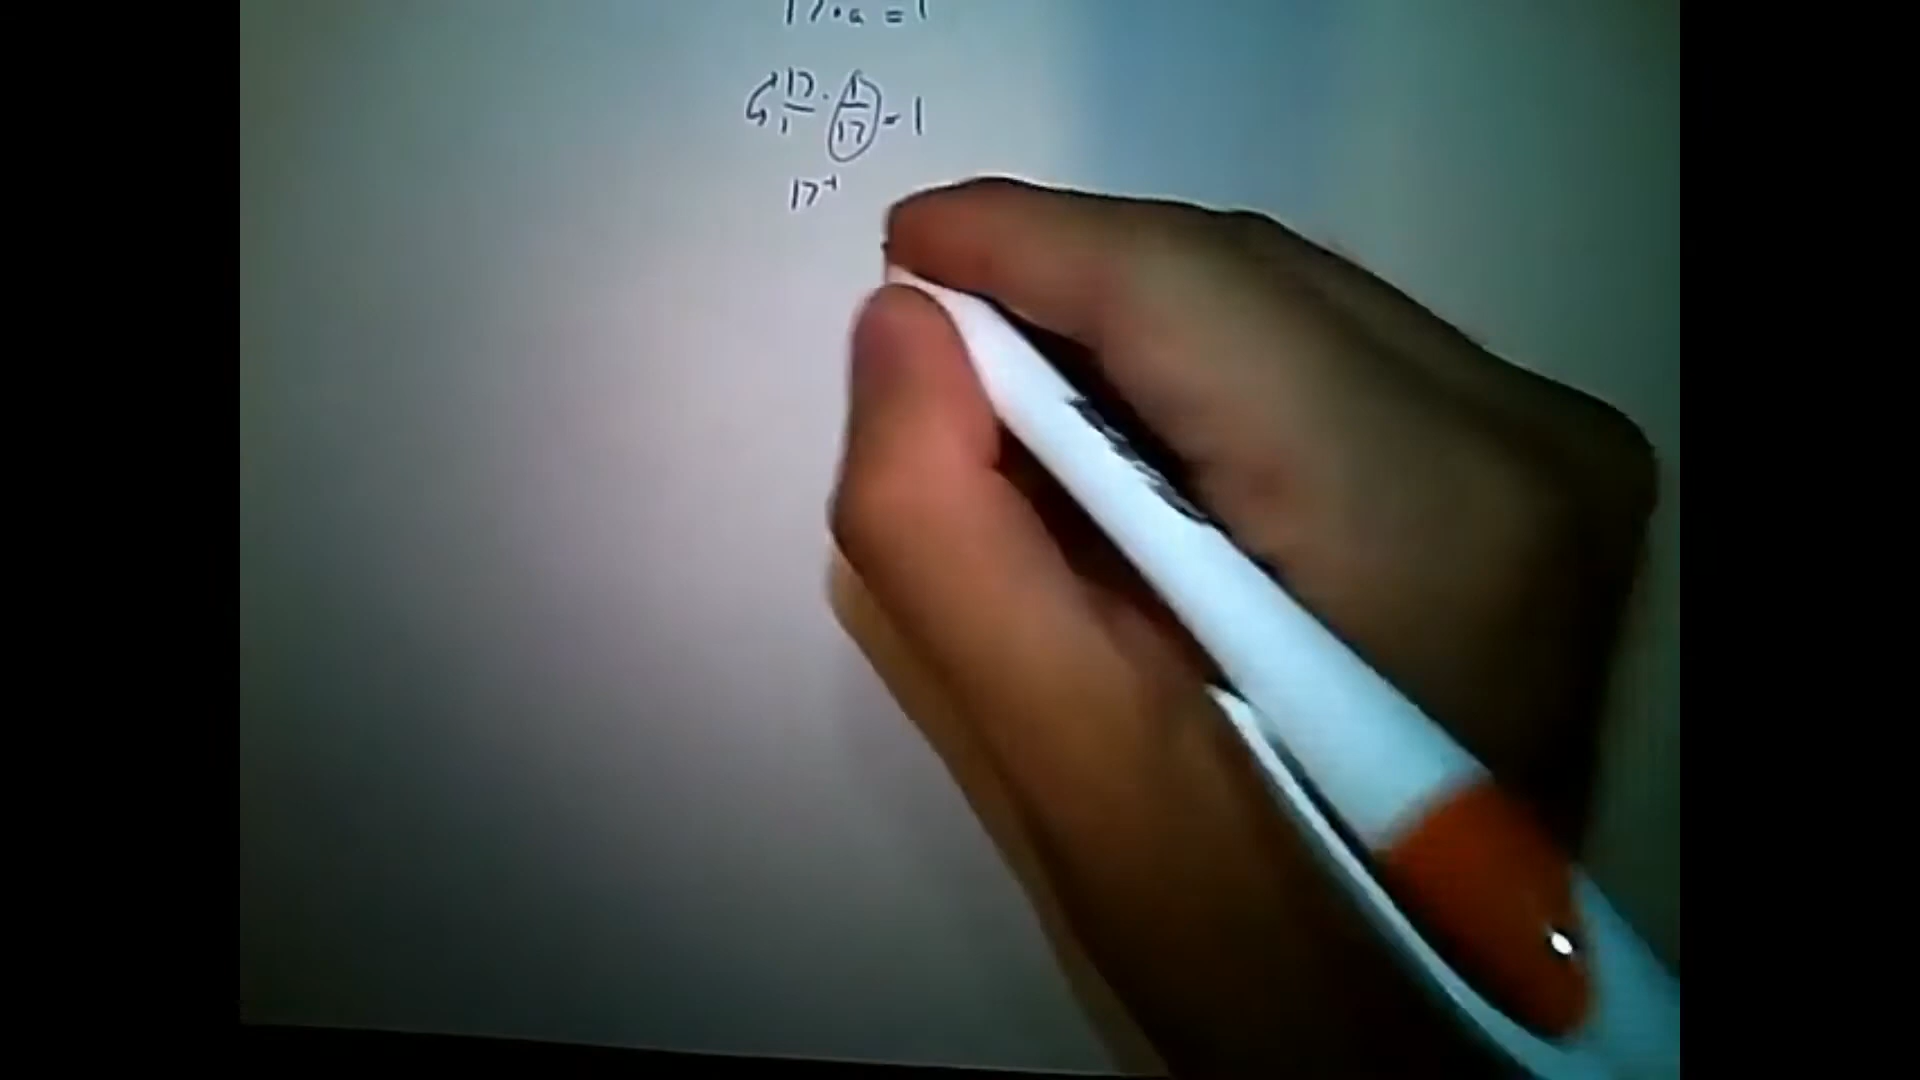 17·a = 1
17/1 · 1/17 = 1
17⁻¹